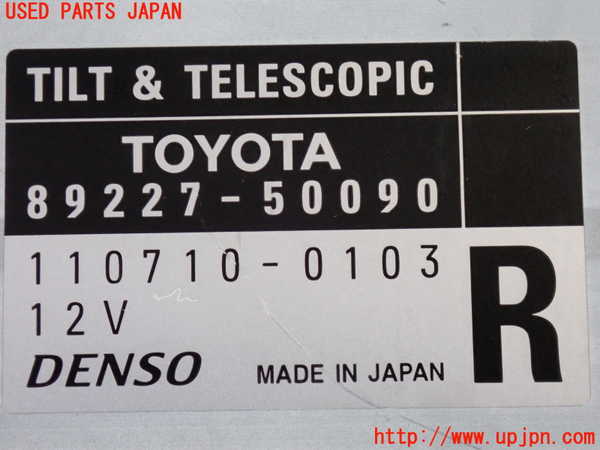 USED PARTS JAPAN
TILT & TELESCOPIC
TOYOTA
89227-50090
110710-0103
12V
R
DENSO
MADE IN JAPAN
http://www.upjpn.com